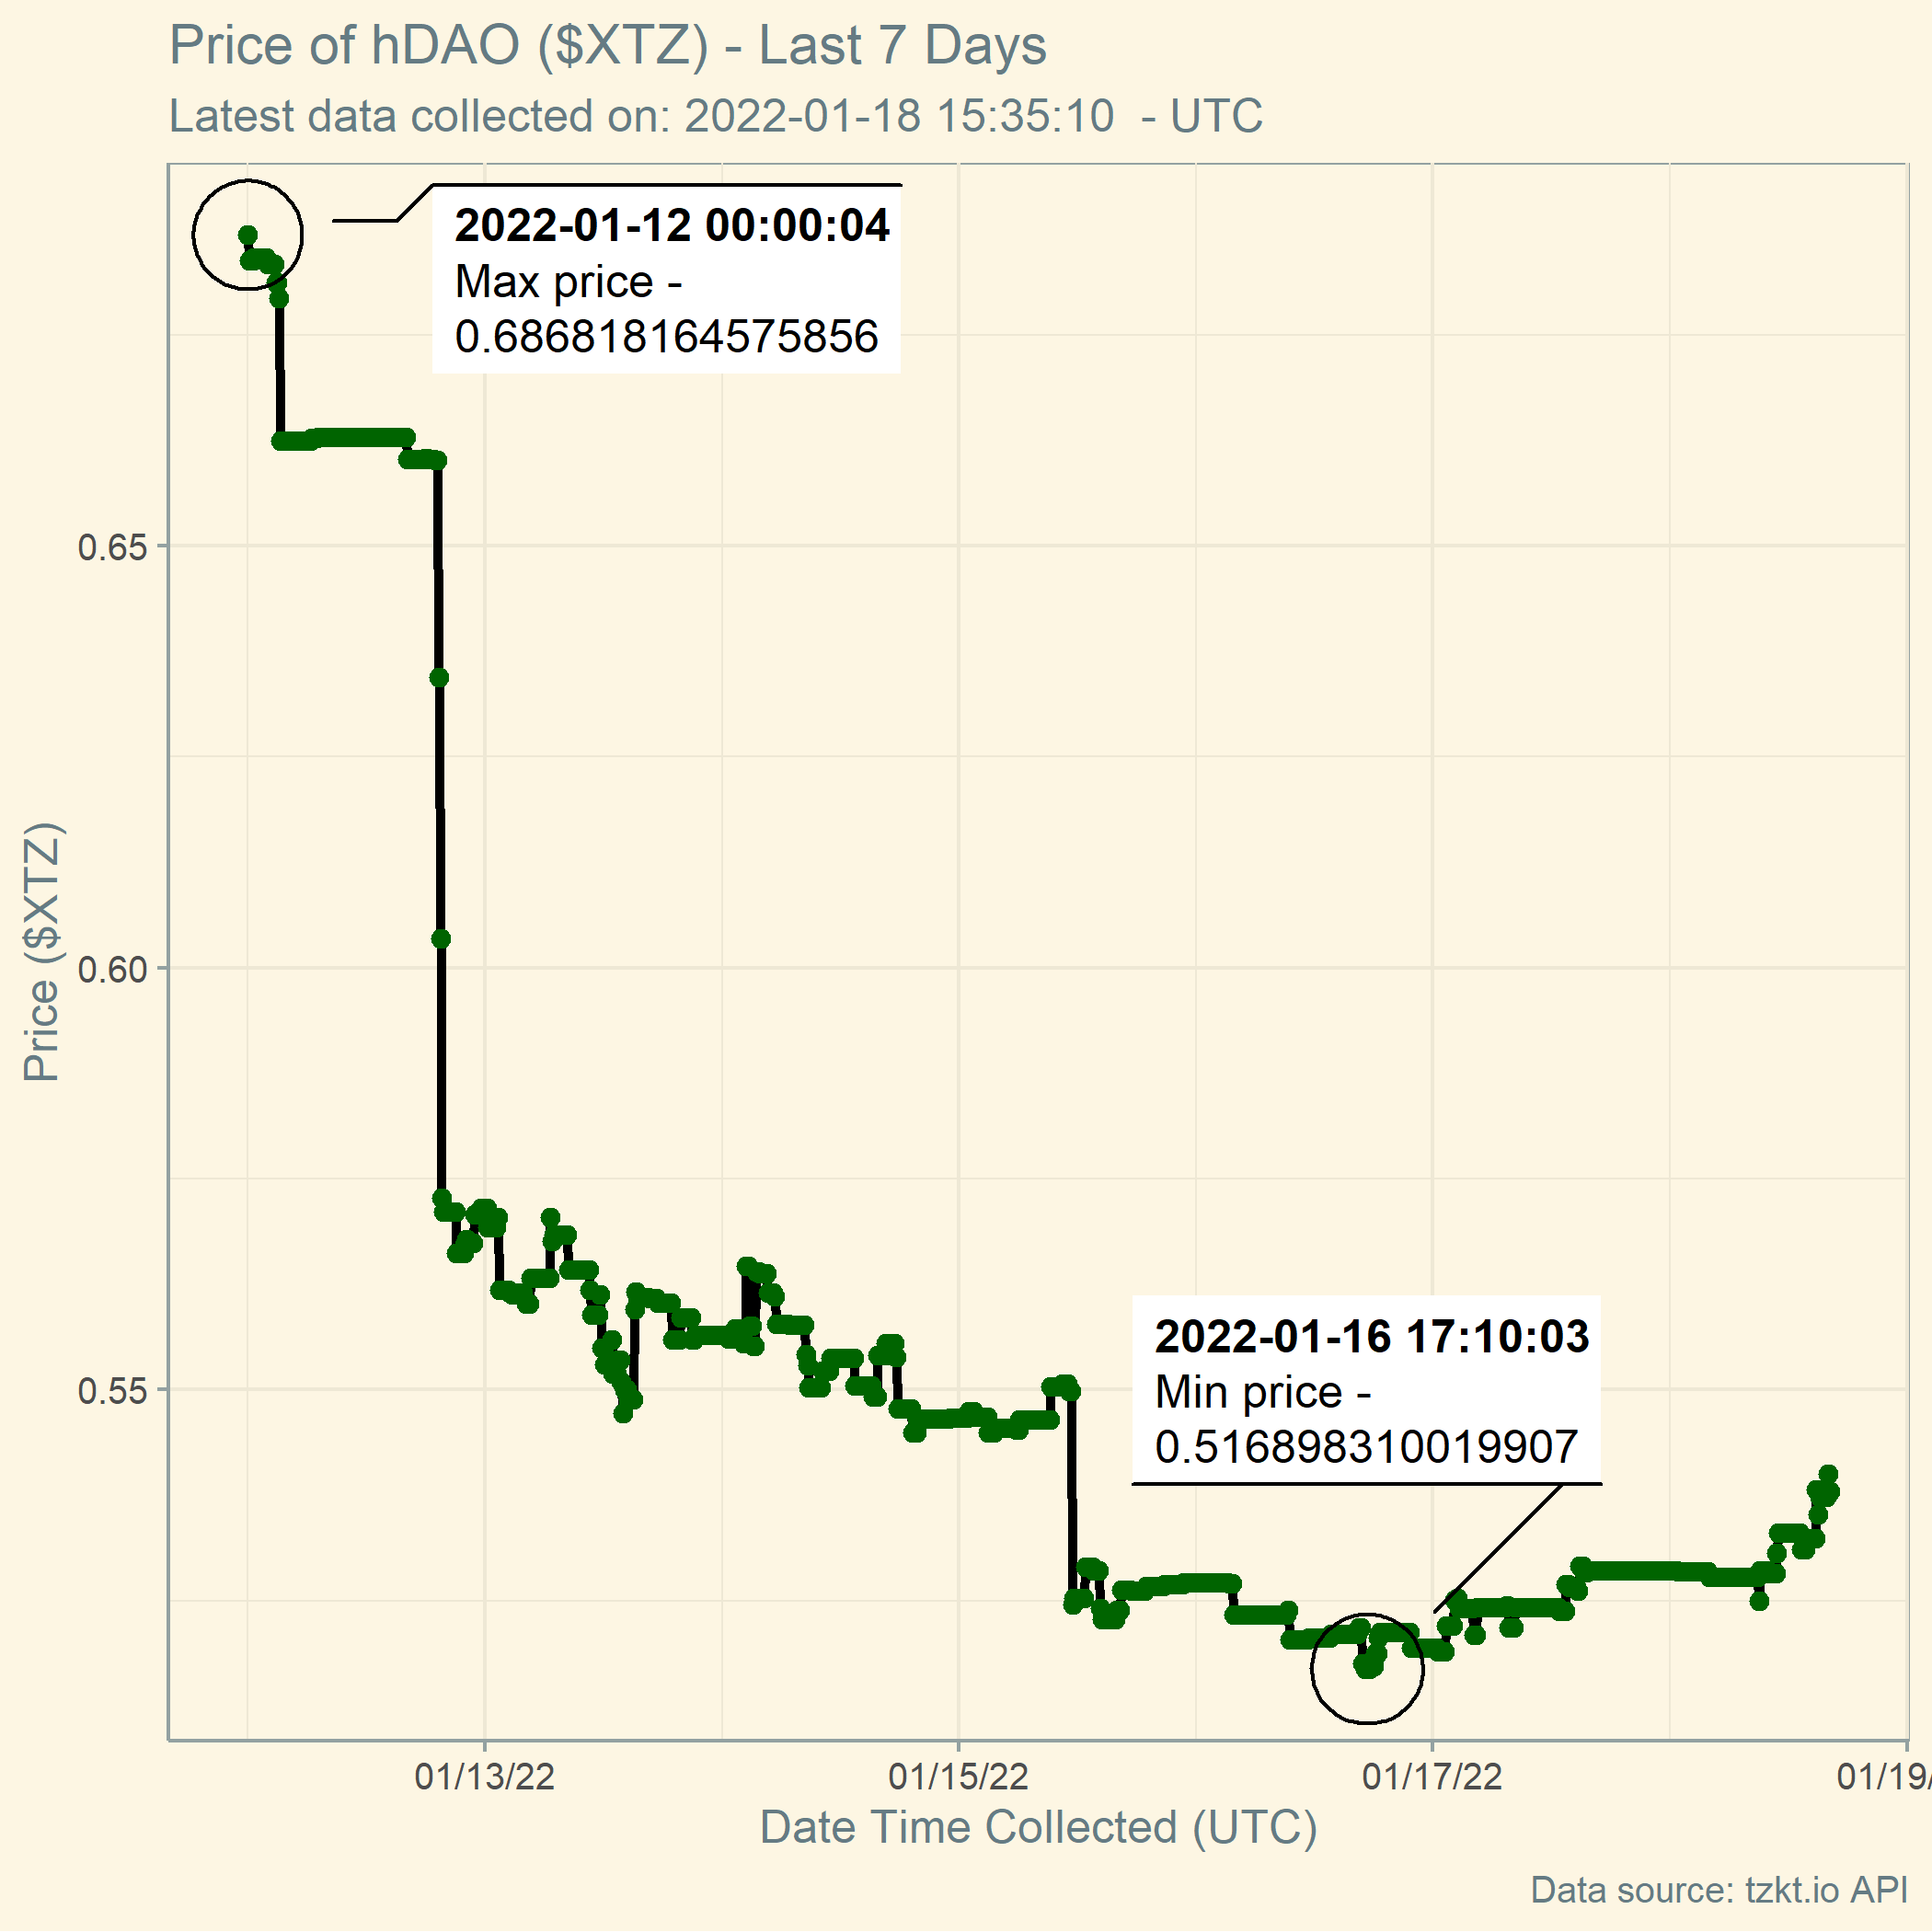 Price of hDAO ($XTZ) - Last 7 Days
Latest data collected on: 2022-01-18 15:35:10  - UTC
2022-01-12 00:00:04
Max price -
0.686818164575856
0.65
0.60
0.55
Price ($XTZ)
2022-01-16 17:10:03
Min price -
0.516898310019907
01/13/22
01/15/22
01/17/22
01/19/
Date Time Collected (UTC)
Data source: tzkt.io API